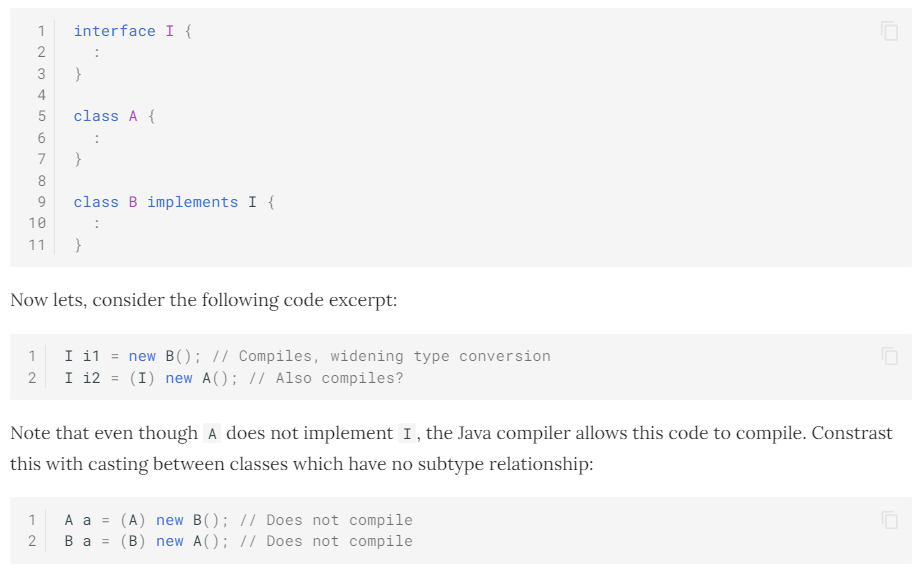 1 interface I {
2   :
3 }
4
5 class A {
6   :
7 }
8
9 class B implements I {
10   :
11 }
Now lets, consider the following code excerpt:
1 I i1 = new B(); // Compiles, widening type conversion
2 I i2 = (I) new A(); // Also compiles?
Note that even though A does not implement I, the Java compiler allows this code to compile. Constrast
this with casting between classes which have no subtype relationship:
1 A a = (A) new B(); // Does not compile
2 B a = (B) new A(); // Does not compile